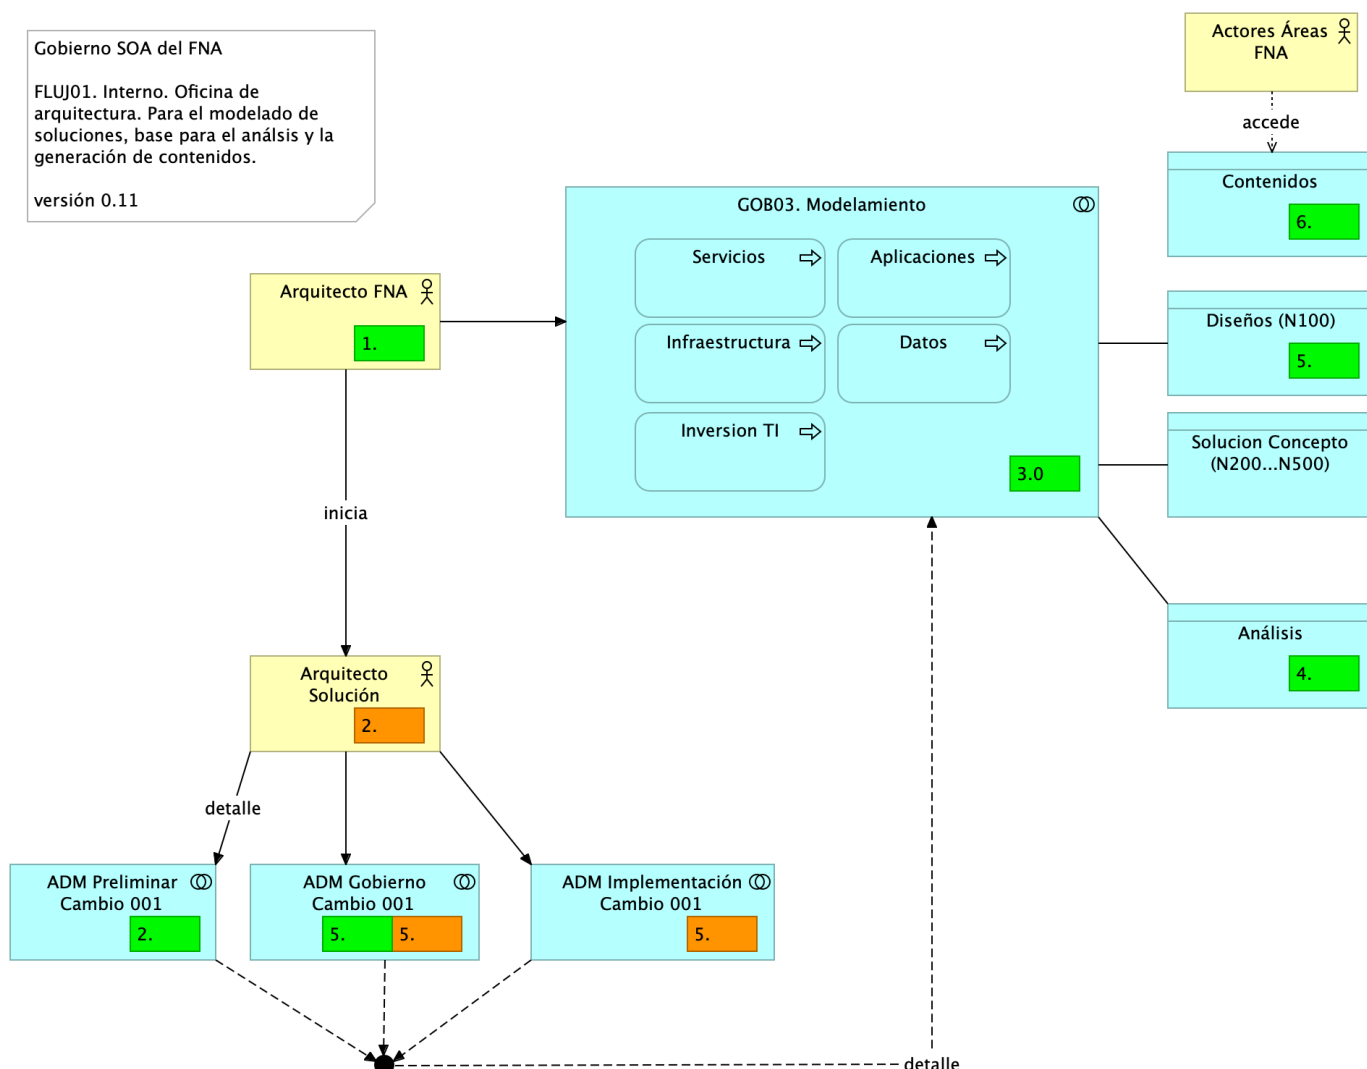 Gobierno SOA del FNA
FLUJ01. Interno. Oficina de
arquitectura. Para el modelado de
soluciones, base para el análsis y la
generación de contenidos.
versión 0.11
Actores Áreas
FNA
accede
Contenidos
6.
GOB03. Modelamiento
Servicios
Aplicaciones
Infraestructura
Datos
Inversion TI
3.0
Arquitecto FNA
1.
Diseños (N100)
5.
Solucion Concepto
(N200...N500)
inicia
Análisis
4.
Arquitecto
Solución
2.
detalle
ADM Preliminar
Cambio 001
2.
ADM Gobierno
Cambio 001
5.
5.
ADM Implementación
Cambio 001
5.
detalle